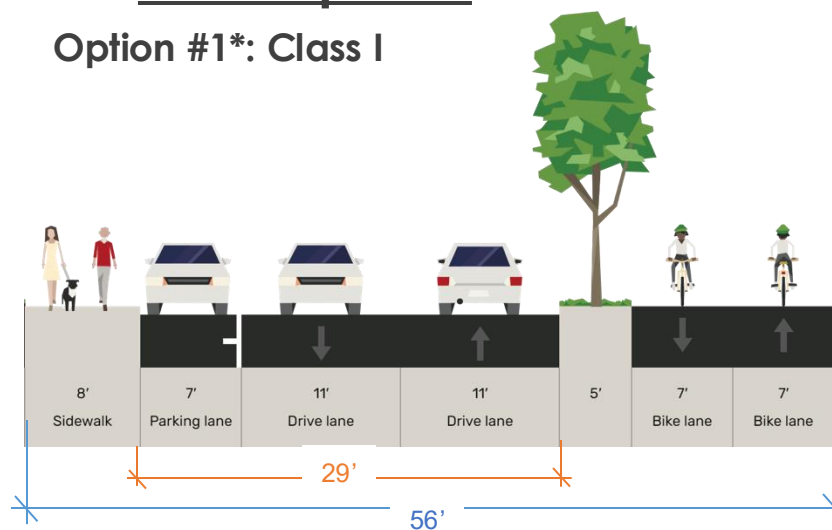 Option #1*: Class I
8' 7' 11' 11' 5' 7' 7'
Sidewalk Parking lane Drive lane Drive lane Bike lane Bike lane
29'
56'